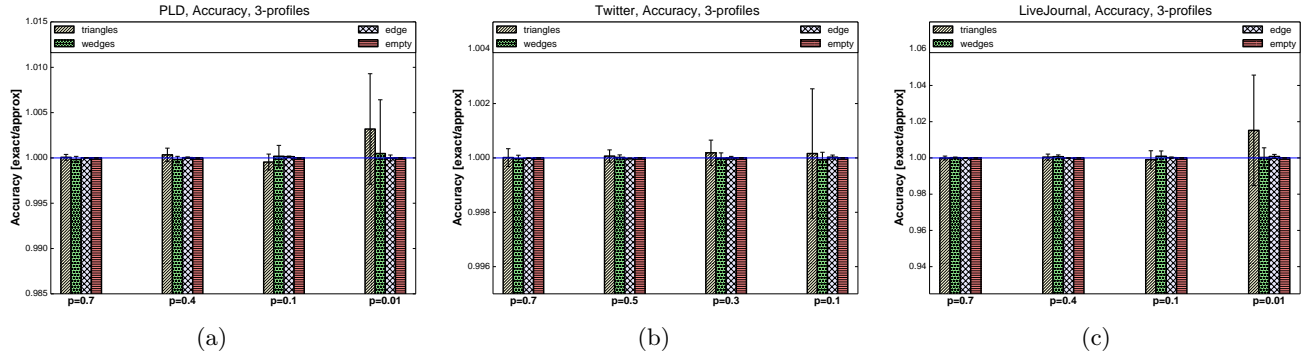 PLD, Accuracy, 3-profiles
triangles
wedges
edge
empty
Accuracy [exact/approx]
1.015
1.010
1.005
1.000
0.995
0.990
0.985
p=0.7
p=0.4
p=0.1
p=0.01
(a)
Twitter, Accuracy, 3-profiles
triangles
wedges
edge
empty
Accuracy [exact/approx]
1.004
1.002
1.000
0.998
0.996
p=0.7
p=0.5
p=0.3
p=0.1
(b)
LiveJournal, Accuracy, 3-profiles
triangles
wedges
edge
empty
Accuracy [exact/approx]
1.06
1.04
1.02
1.00
0.98
0.96
0.94
p=0.7
p=0.4
p=0.1
p=0.01
(c)